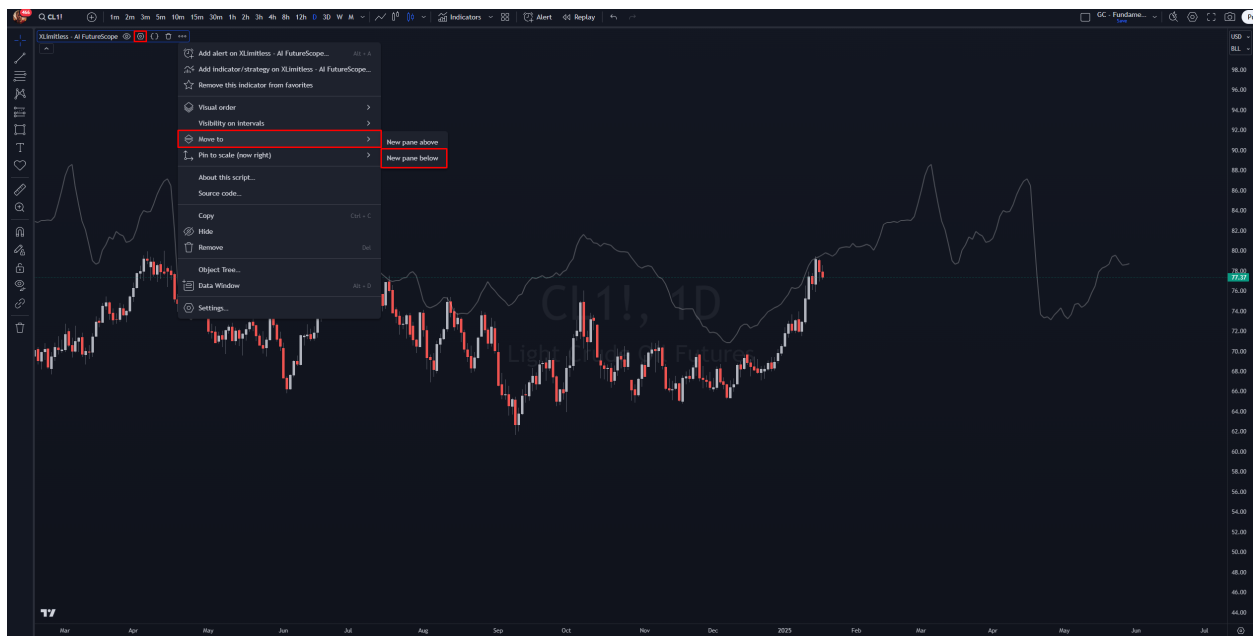 CL1!
1m 2m 3m 5m 10m 15m 30m 1h 2h 3h 4h 8h 12h D 3D W M
Indicators
Alert
Replay
GC - Fundame...
Save
XLimitless - AI FutureScope
USD
BLL
Add alert on XLimitless - AI FutureScope... Alt + A
Add indicator/strategy on XLimitless - AI FutureScope...
Remove this indicator from favorites
Visual order
Visibility on intervals
Move to
Pin to scale (now right)
New pane above
New pane below
About this script...
Source code...
Copy Ctrl + C
Hide
Remove Del
Object Tree...
Data Window Alt + D
Settings...
CL1!, 1D
Light Crude Oil Futures
98.00
96.00
94.00
92.00
90.00
88.00
86.00
84.00
82.00
80.00
78.00
77.37
76.00
74.00
72.00
70.00
68.00
66.00
64.00
62.00
60.00
58.00
56.00
54.00
52.00
50.00
48.00
46.00
44.00
Mar Apr May Jun Jul Aug Sep Oct Nov Dec 2025 Feb Mar Apr May Jun Jul